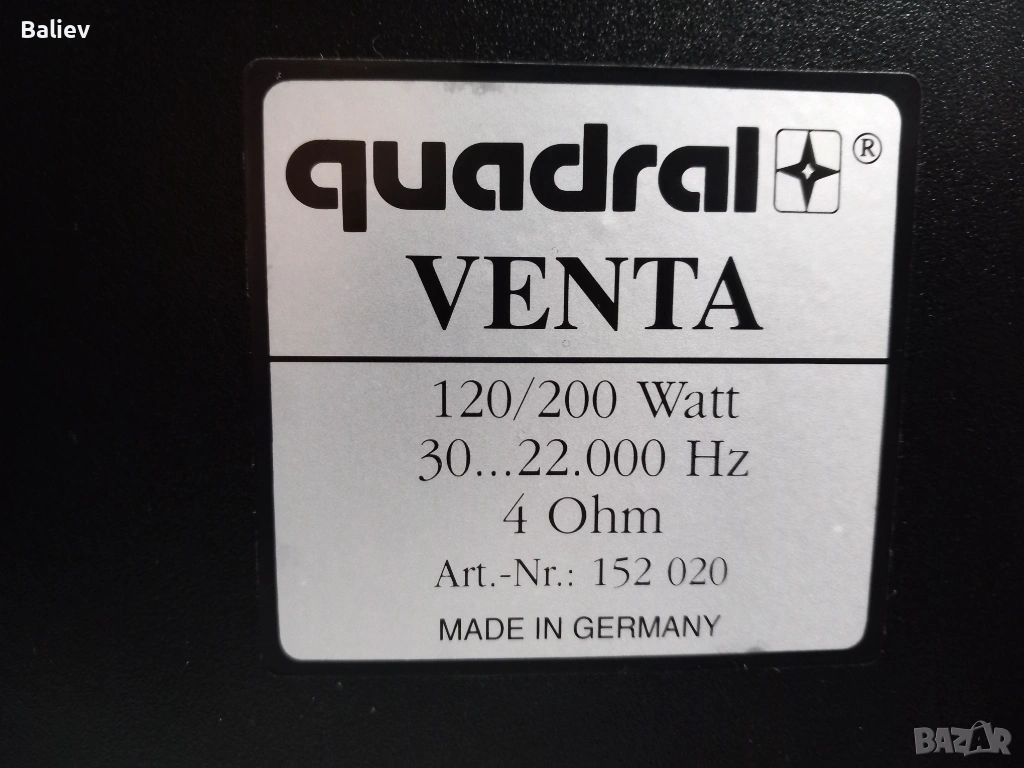 Baliev
quadral ®
VENTA
120/200 Watt
30...22.000 Hz
4 Ohm
Art.-Nr.: 152 020
MADE IN GERMANY
BAZAR